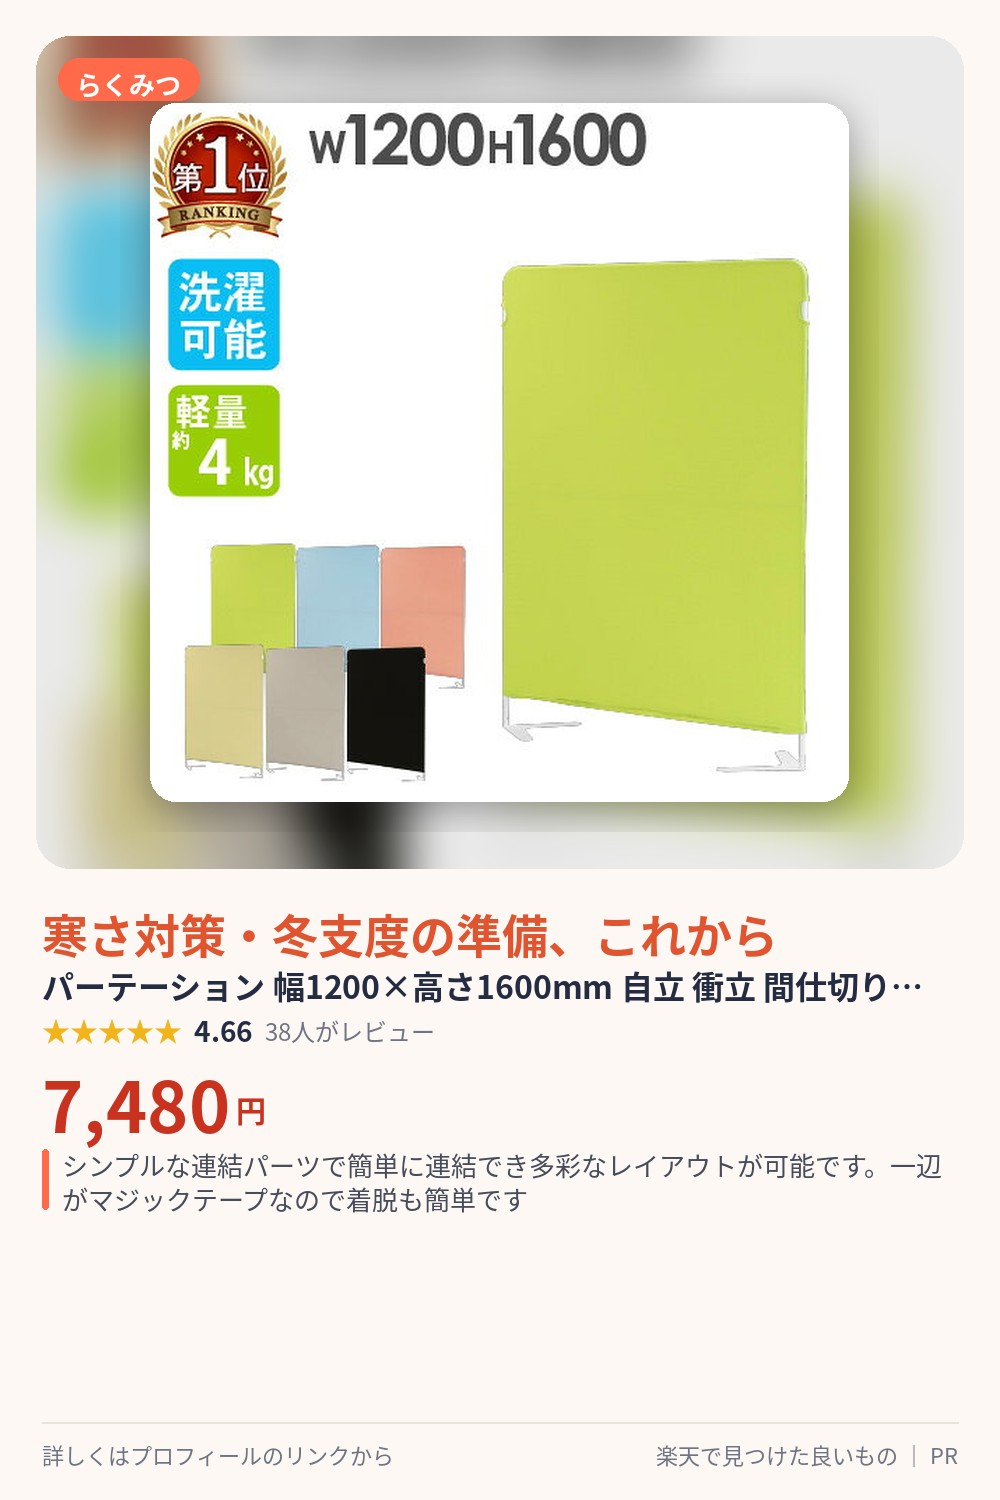 らくみつ
第1位
RANKING
W1200H1600
洗濯
可能
軽量
約4kg
寒さ対策・冬支度の準備、これから
パーテーション 幅1200×高さ1600mm 自立 衝立 間仕切り…
★★★★★ 4.66 38人がレビュー
7,480円
シンプルな連結パーツで簡単に連結でき多彩なレイアウトが可能です。一辺
がマジックテープなので着脱も簡単です
詳しくはプロフィールのリンクから
楽天で見つけた良いもの | PR